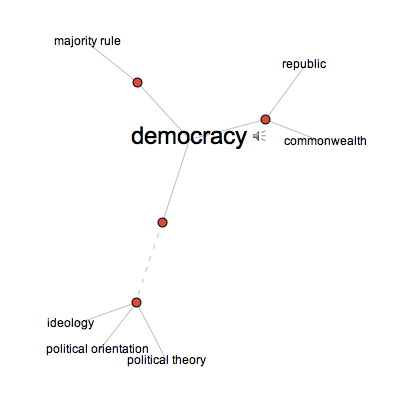 majority rule
republic
democracy
commonwealth
ideology
political orientation
political theory